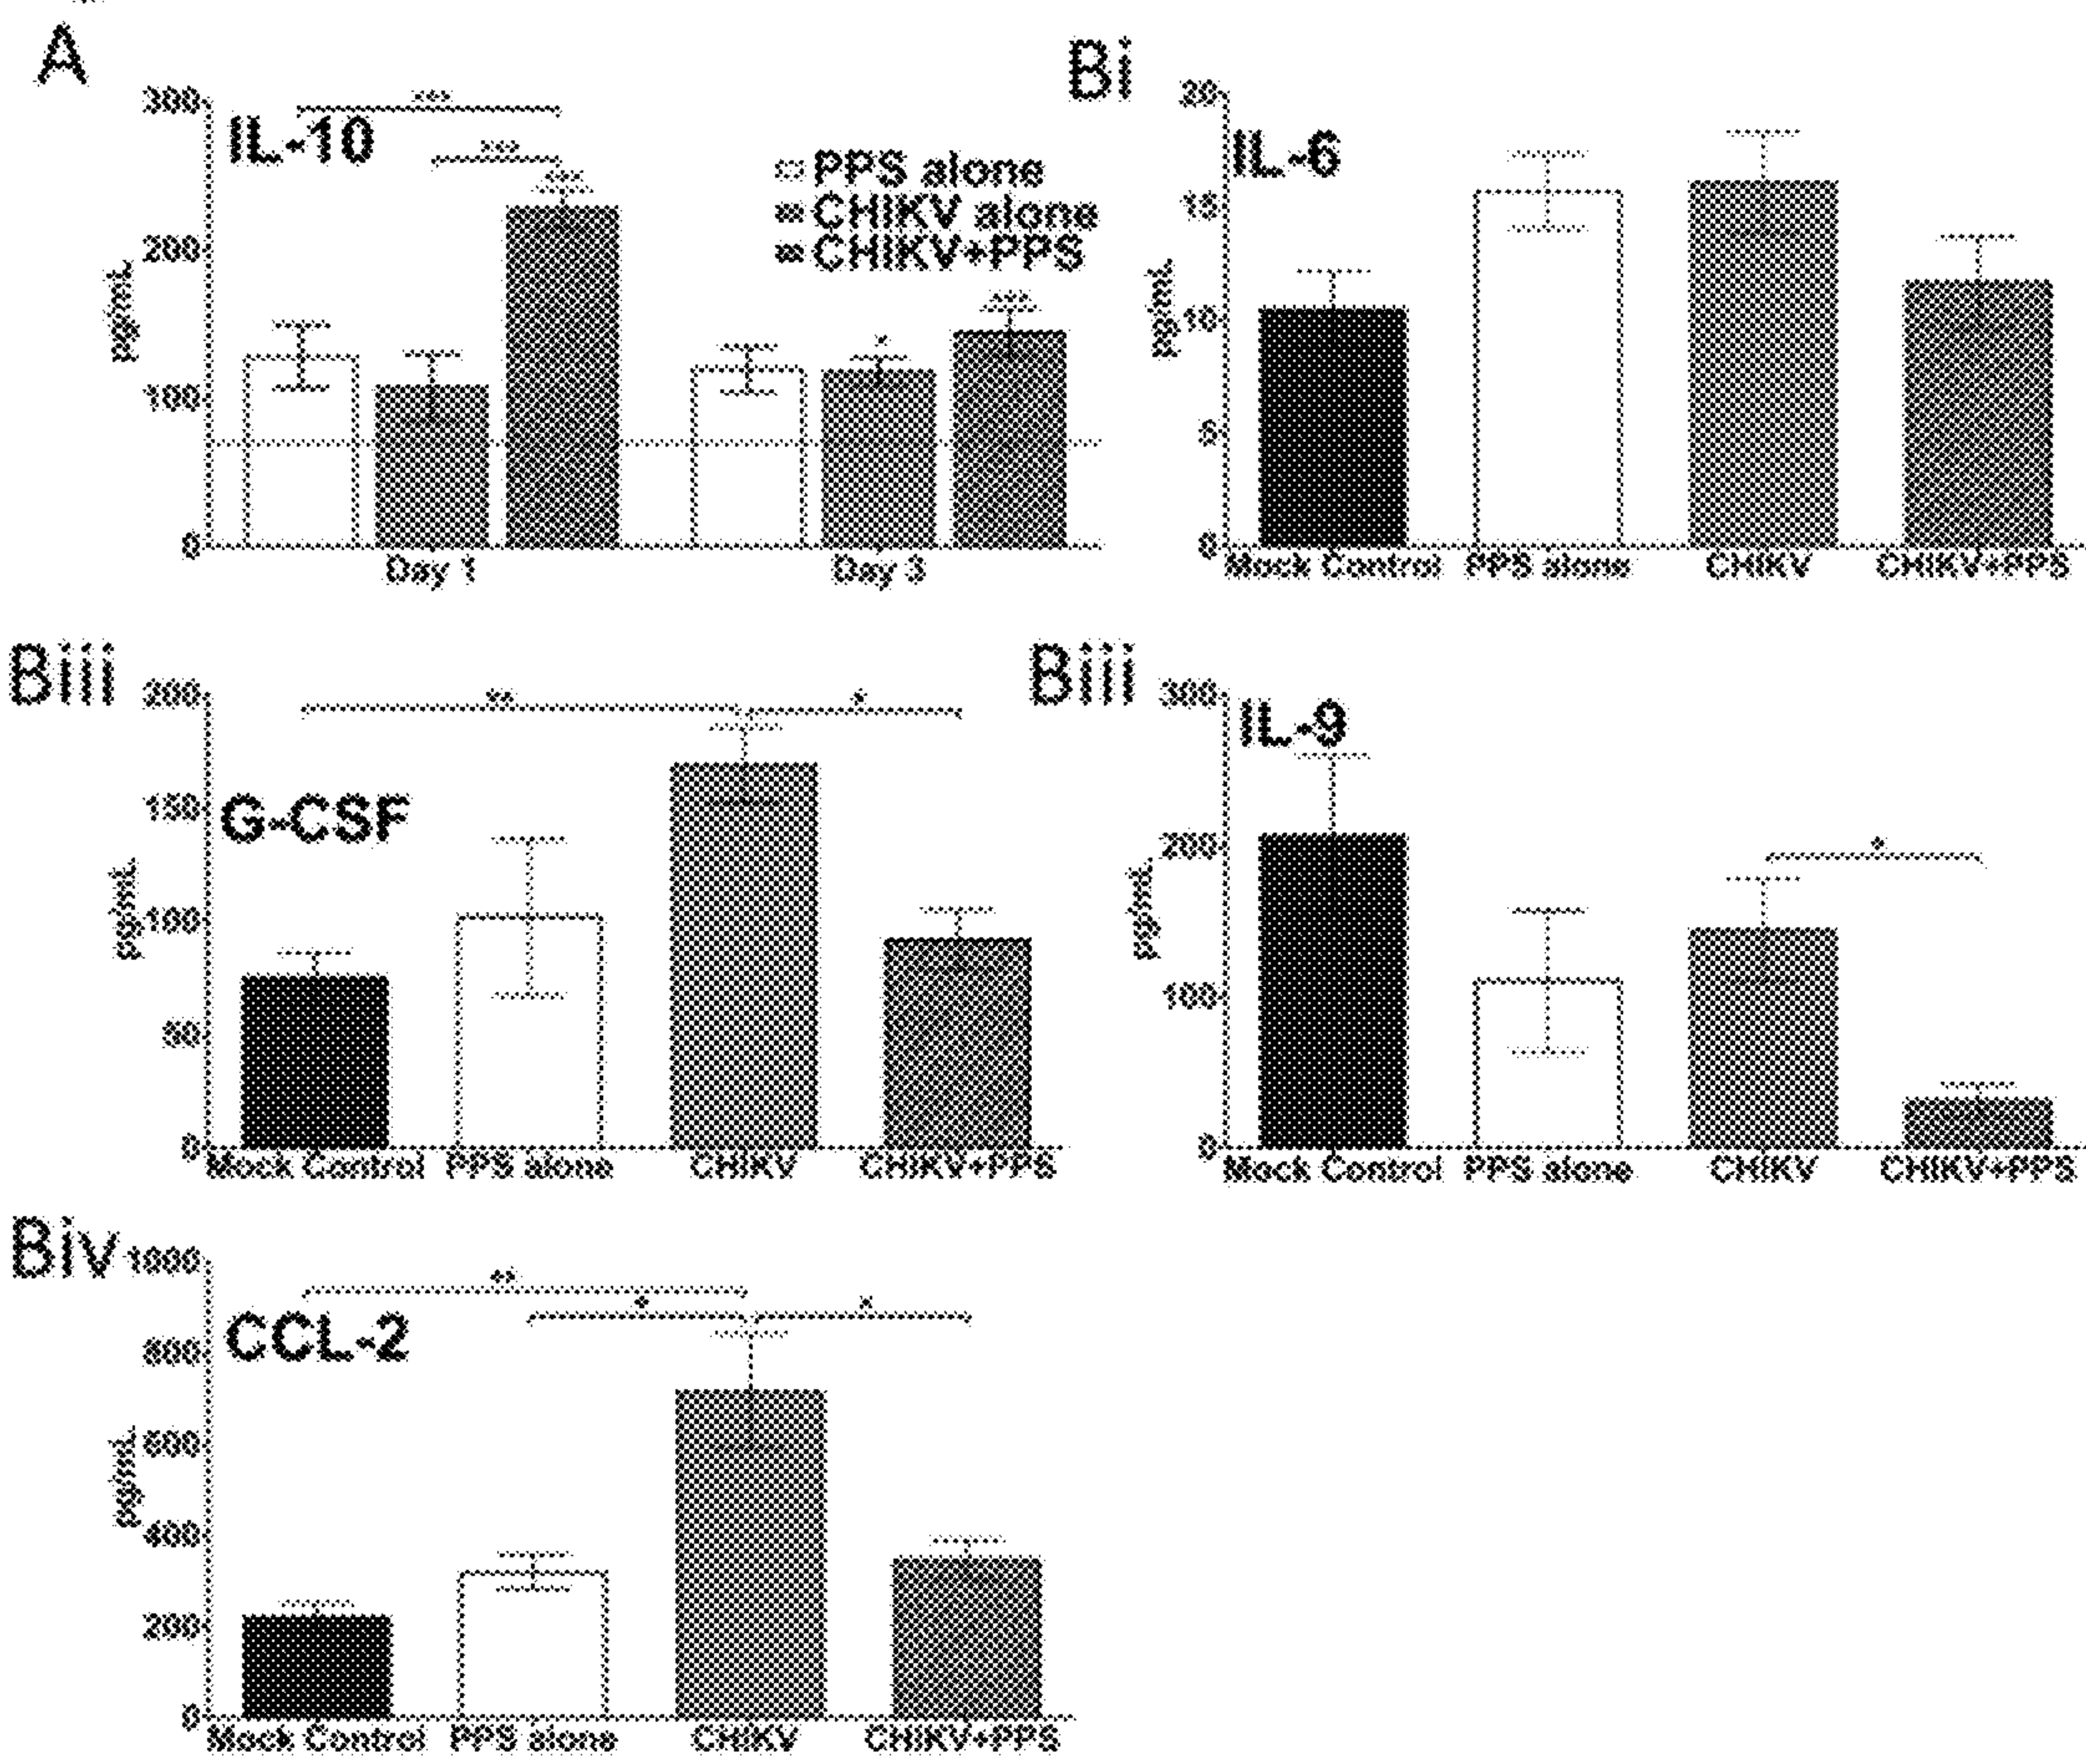 A
300
200
100
0
pg/mL
IL-10
***
***
***
*
***
PPS alone
CHIKV alone
CHIKV+PPS
Day 1
Day 3
Bi
20
15
10
5
0
pg/mL
IL-6
Mock Control
PPS alone
CHIKV
CHIKV+PPS
Biii
200
150
100
50
0
pg/mL
G-CSF
**
*
Mock Control
PPS alone
CHIKV
CHIKV+PPS
Biii
300
200
100
0
pg/mL
IL-9
*
Mock Control
PPS alone
CHIKV
CHIKV+PPS
Biv
1000
800
600
400
200
0
pg/mL
CCL-2
**
*
*
Mock Control
PPS alone
CHIKV
CHIKV+PPS